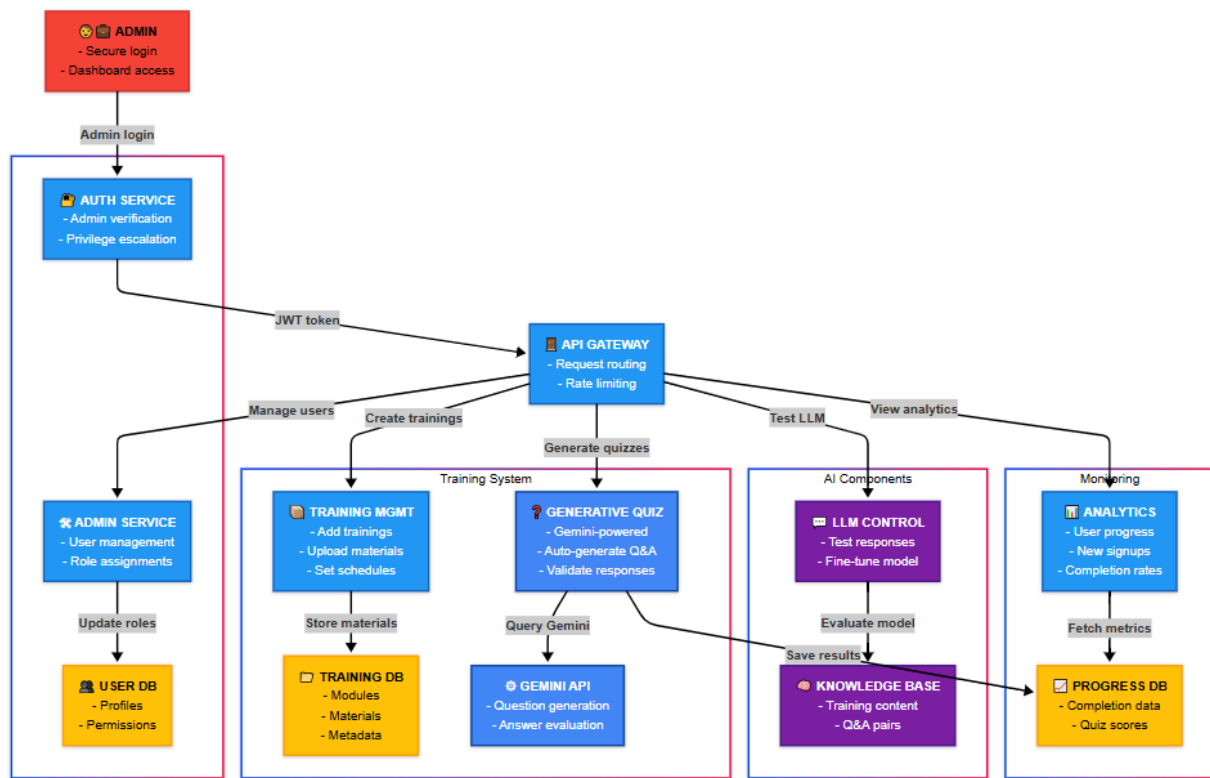 ADMIN
- Secure login
- Dashboard access
Admin login
AUTH SERVICE
- Admin verification
- Privilege escalation
JWT token
API GATEWAY
- Request routing
- Rate limiting
Manage users
Create trainings
Generate quizzes
Test LLM
View analytics
Training System
AI Components
Monitoring
ADMIN SERVICE
- User management
- Role assignments
TRAINING MGMT
- Add trainings
- Upload materials
- Set schedules
GENERATIVE QUIZ
- Gemini-powered
- Auto-generate Q&A
- Validate responses
LLM CONTROL
- Test responses
- Fine-tune model
ANALYTICS
- User progress
- New signups
- Completion rates
Update roles
Store materials
Query Gemini
Evaluate model
Fetch metrics
Save results
USER DB
- Profiles
- Permissions
TRAINING DB
- Modules
- Materials
- Metadata
GEMINI API
- Question generation
- Answer evaluation
KNOWLEDGE BASE
- Training content
- Q&A pairs
PROGRESS DB
- Completion data
- Quiz scores